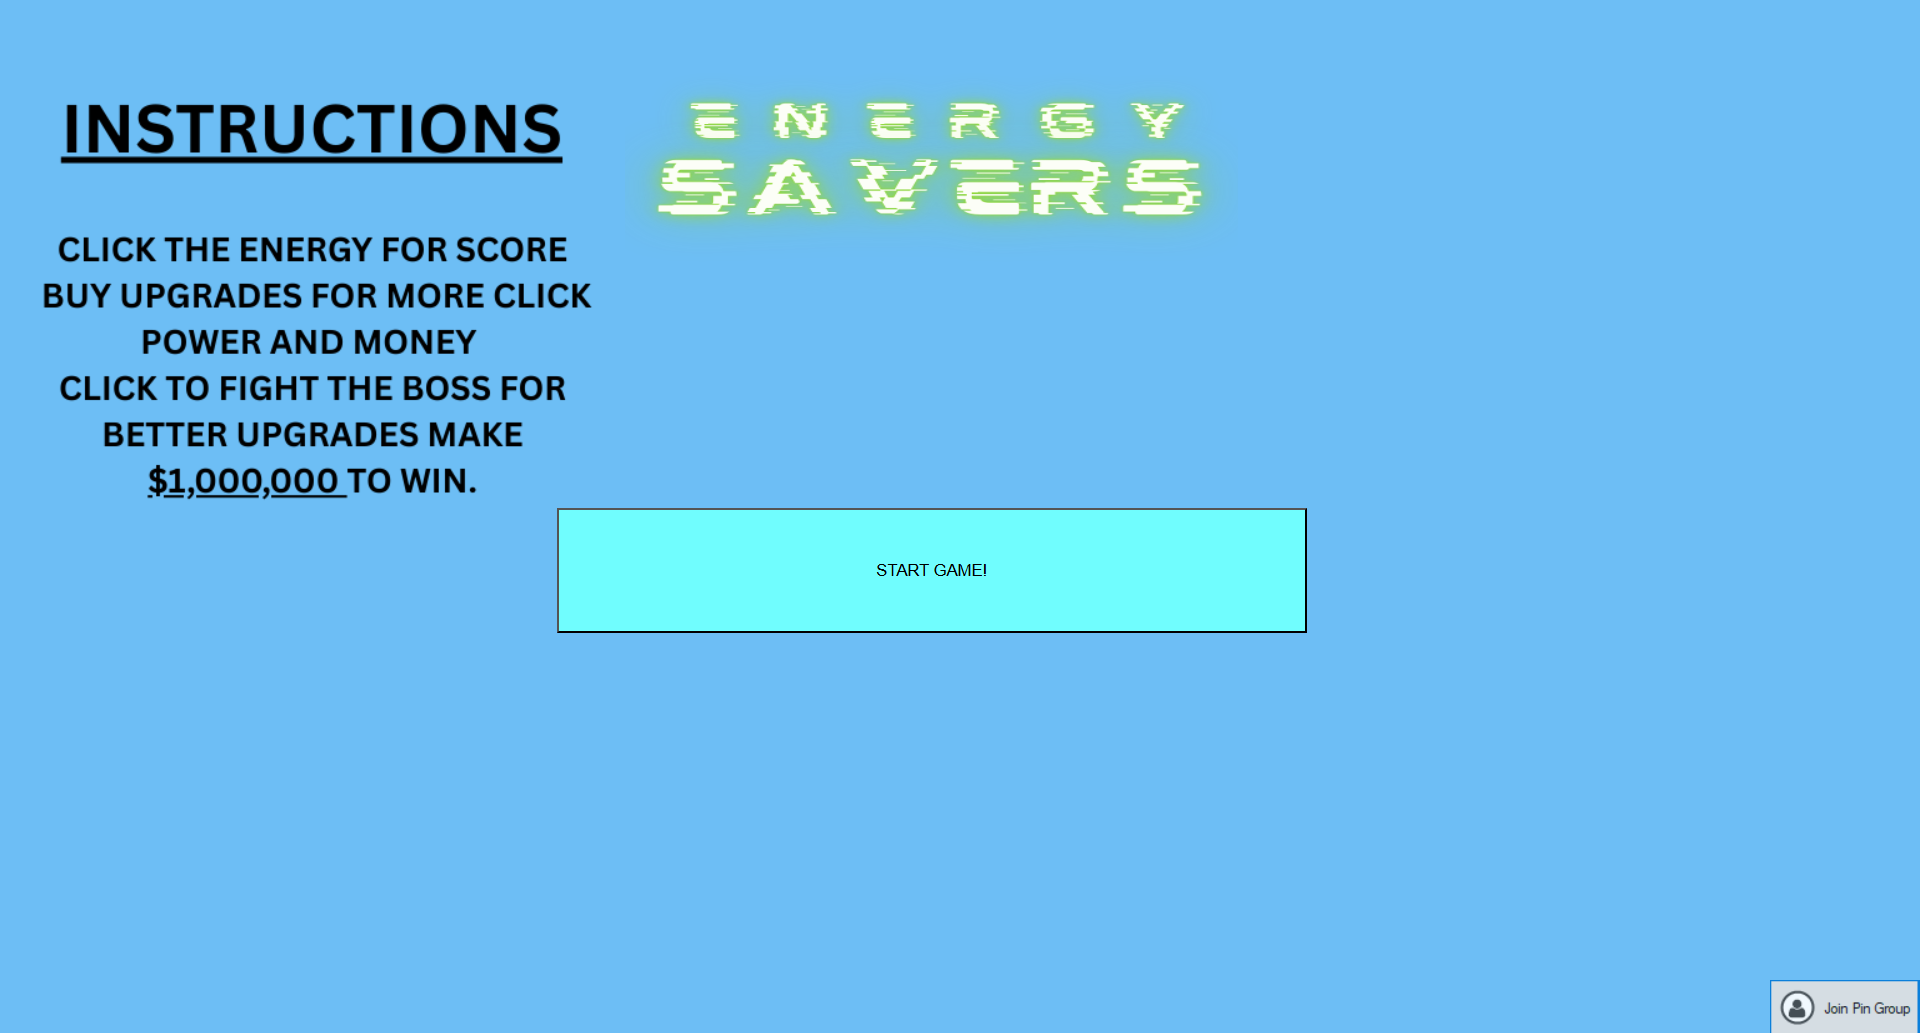 INSTRUCTIONS
CLICK THE ENERGY FOR SCORE
BUY UPGRADES FOR MORE CLICK
POWER AND MONEY
CLICK TO FIGHT THE BOSS FOR
BETTER UPGRADES MAKE
$1,000,000 TO WIN.
ENERGY
SAVERS
START GAME!
Join Pin Group